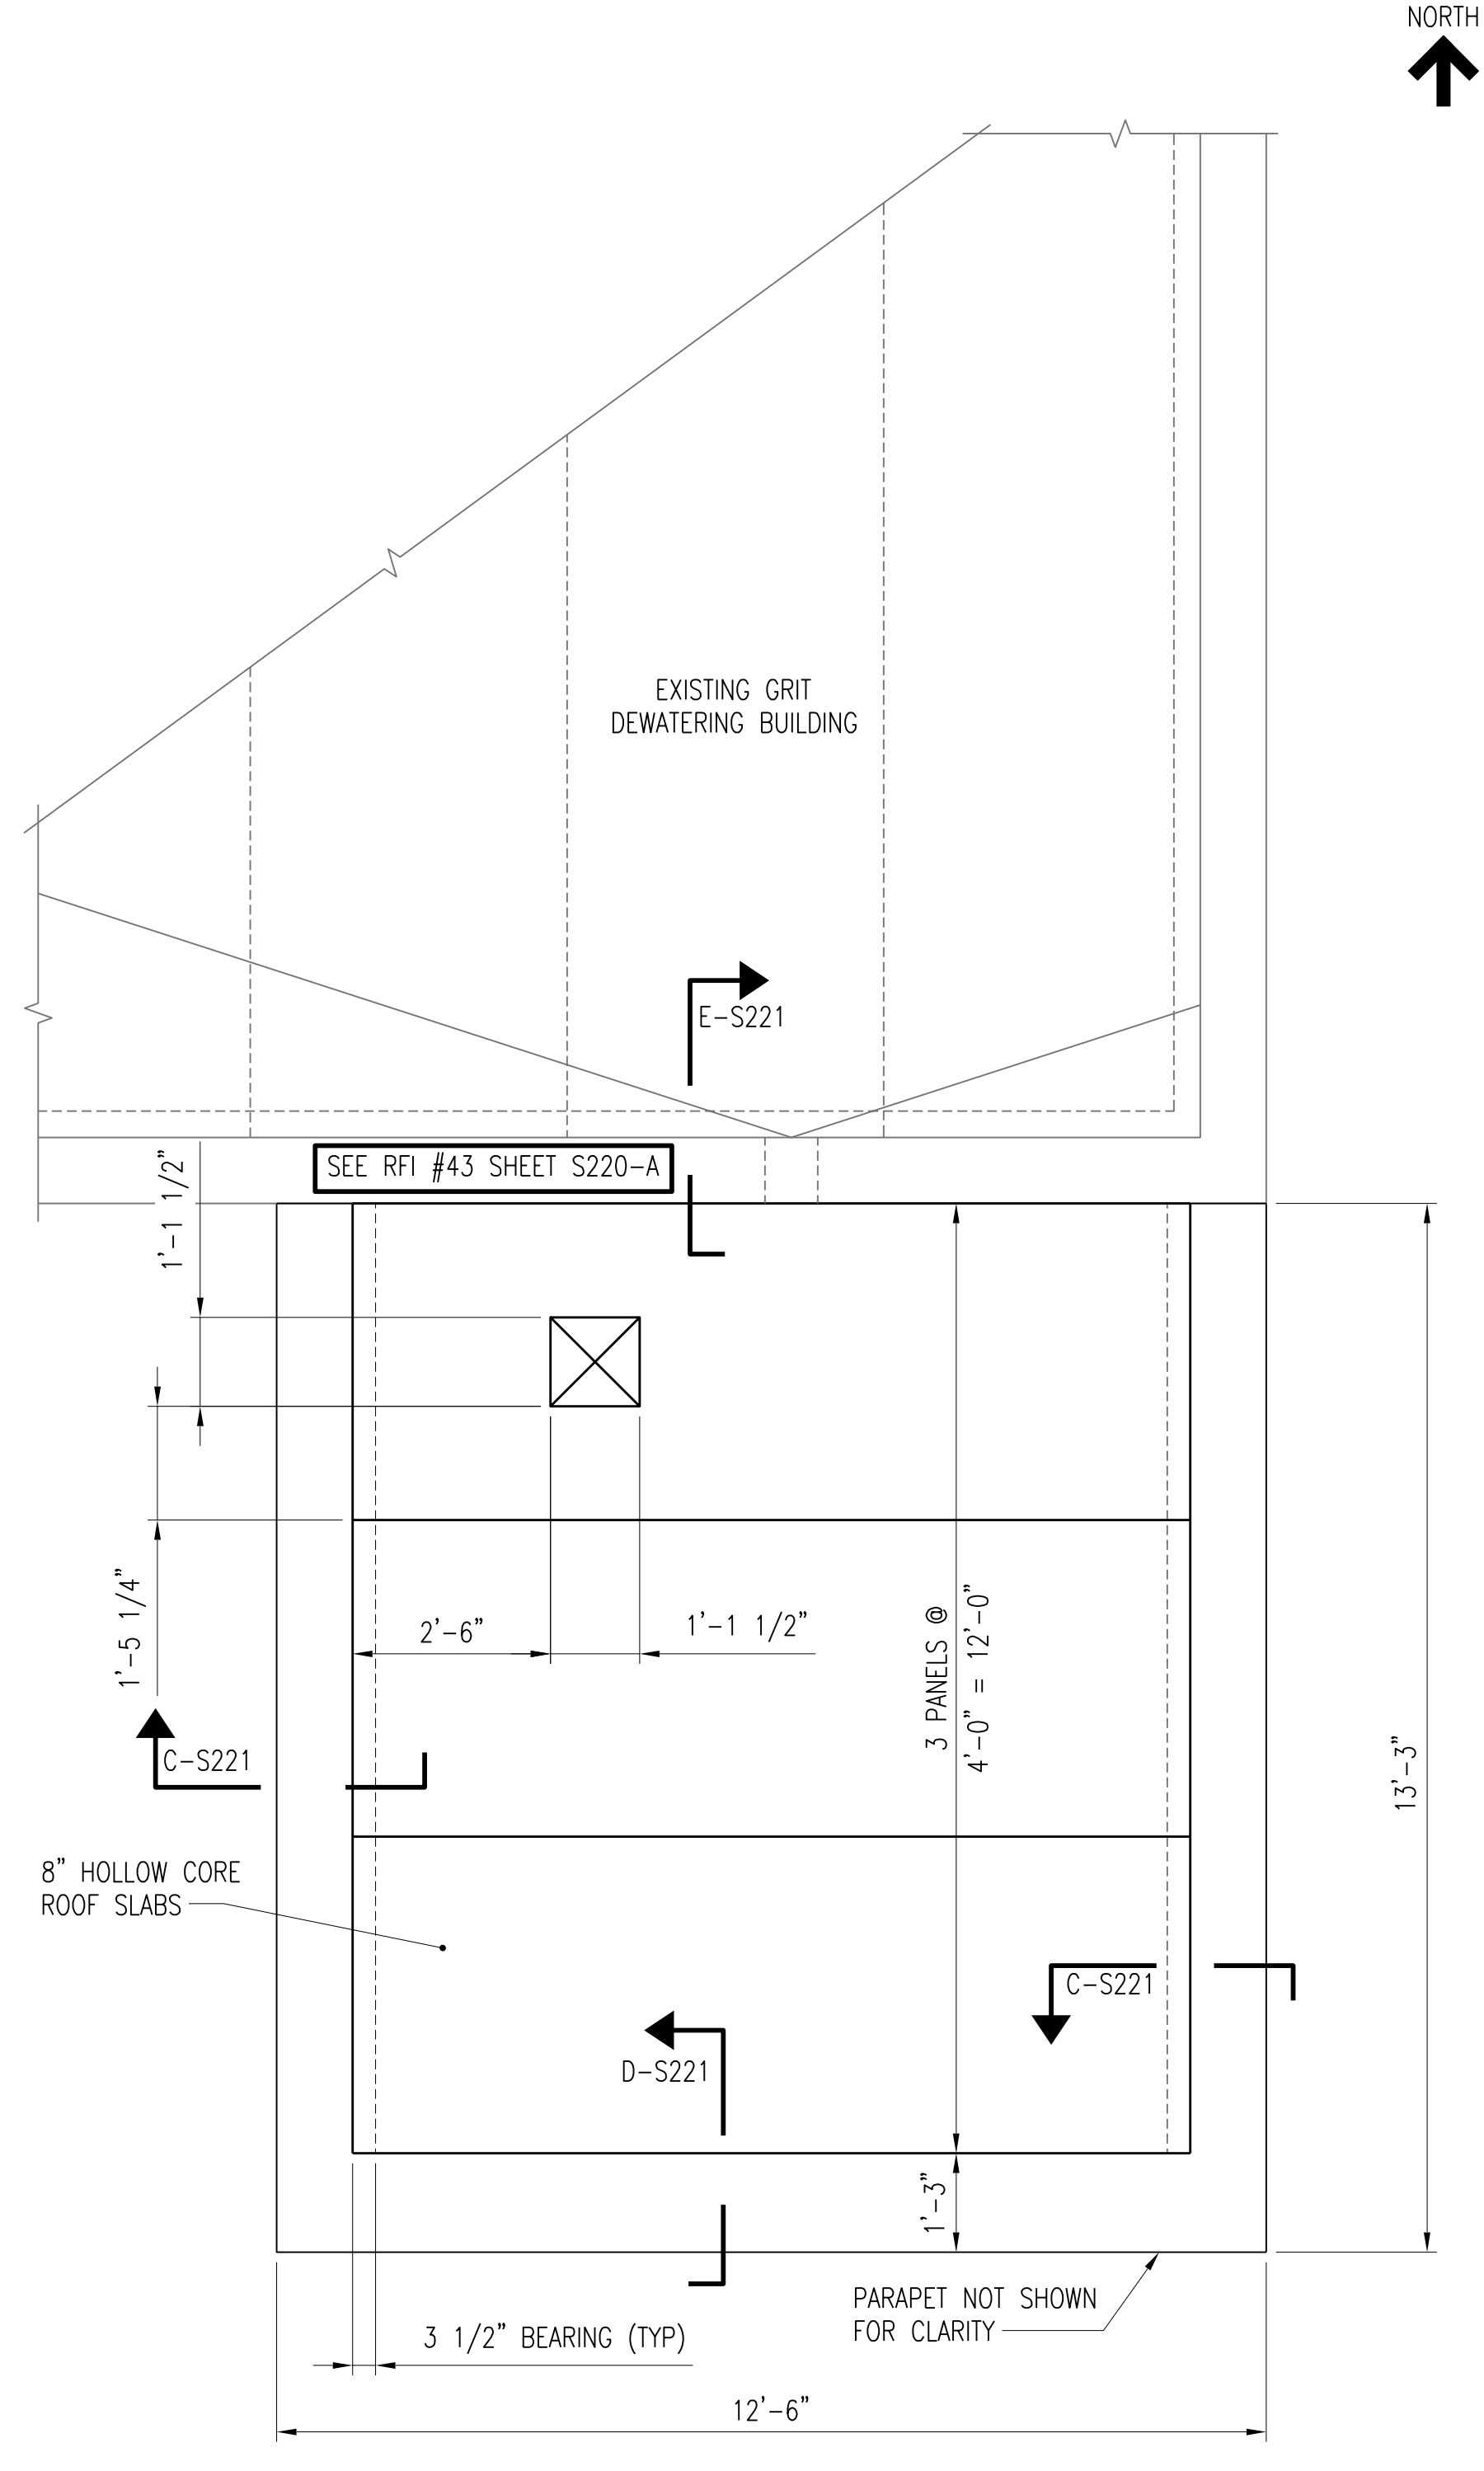 NORTH
EXISTING GRIT
DEWATERING BUILDING
E-S221
SEE RFI #43 SHEET S220-A
1'-1 1/2"
1'-5 1/4"
2'-6"
1'-1 1/2"
3 PANELS @
4'-0" = 12'-0"
13'-3"
C-S221
8" HOLLOW CORE
ROOF SLABS
C-S221
D-S221
1'-3"
PARAPET NOT SHOWN
FOR CLARITY
3 1/2" BEARING (TYP)
12'-6"